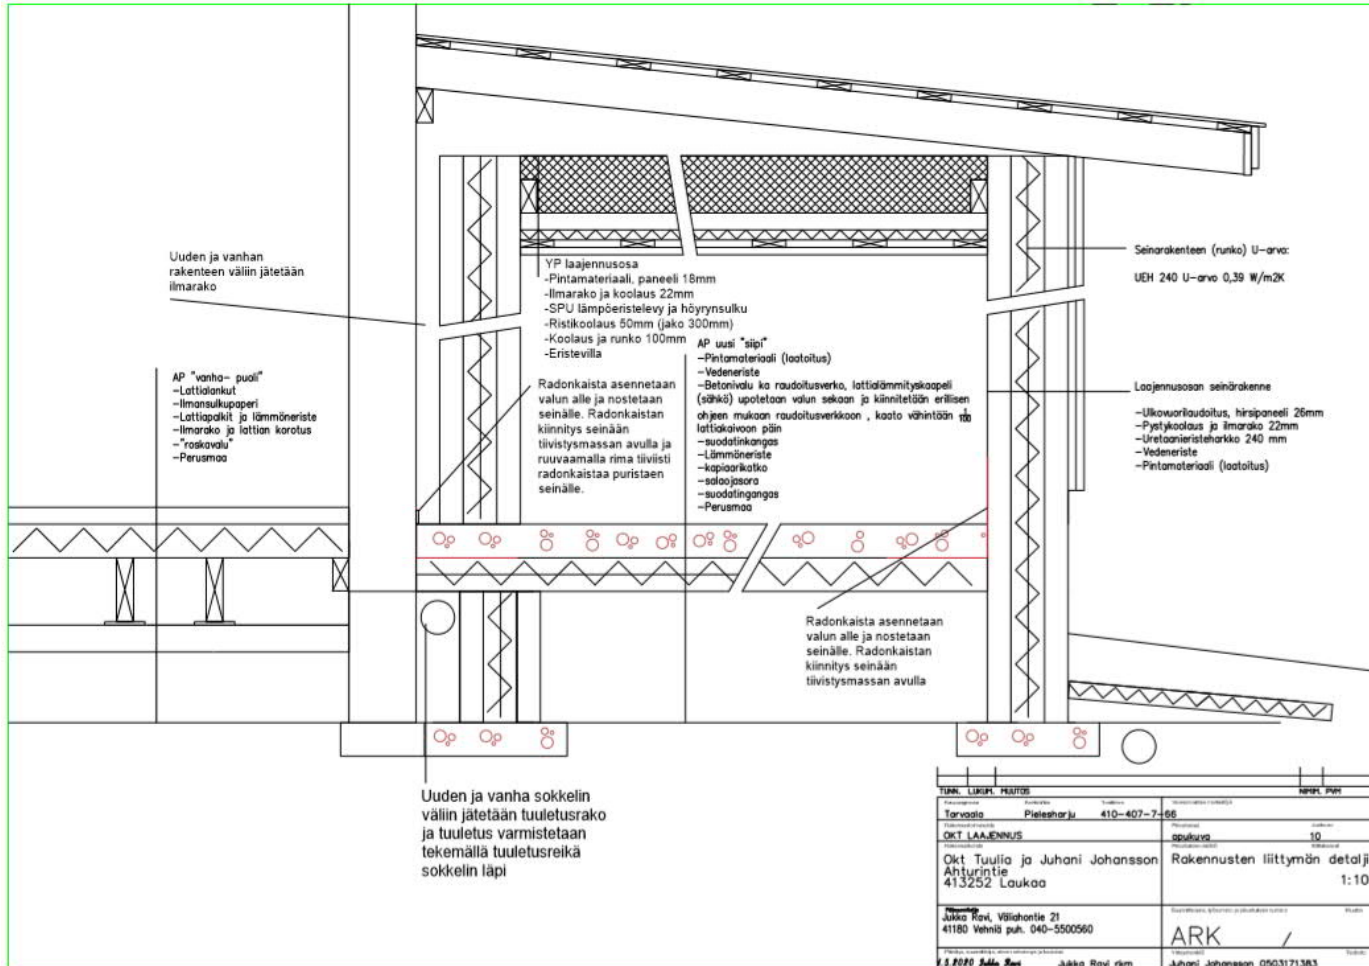 Uuden ja vanhan
rakenteen väliin jätetään
ilmarako
AP "vanha- puoli"
-Lattialankut
-Ilmansulkupaperi
-Lattiapalkit ja lämmöneriste
-Ilmarako ja lattian korotus
-"roskavalu"
-Perusmaa
YP laajennusosa
-Pintamateriaali, paneeli 18mm
-Ilmarako ja koolaus 22mm
-SPU lämpöeristelevy ja höyrynsulku
-Ristikoolaus 50mm (jako 300mm)
-Koolaus ja runko 100mm
-Eristevilla
Radonkaista asennetaan
valun alle ja nostetaan
seinälle. Radonkaistan
kiinnitys seinään
tiivistysmassan avulla ja
ruuvaamalla rima tiiviisti
radonkaistaa puristaen
seinälle.
AP uusi "siipi"
-Pintamateriaali (laatoitus)
-Vedeneriste
-Betonivalu ka raudoitusverko, lattialämmityskaapeli
(sähkö) upotetaan valun sekaan ja kiinnitetään erillisen
ohjeen mukaan raudoitusverkkoon , kaato vähintään 1/100
lattiakaivoon päin
-suodatinkangas
-Lämmöneriste
-kapiaarikatko
-salaojasora
-suodatingangas
-Perusmaa
Seinarakenteen (runko) U-arvo:
UEH 240 U-arvo 0,39 W/m2K
Laajennusosan seinärakenne
-Ulkovuorilaudoitus, hirsipaneeli 26mm
-Pystykoolaus ja ilmarako 22mm
-Uretaanieristeharkko 240 mm
-Vedeneriste
-Pintamateriaali (laatoitus)
Radonkaista asennetaan
valun alle ja nostetaan
seinälle. Radonkaistan
kiinnitys seinään
tiivistysmassan avulla
Uuden ja vanha sokkelin
väliin jätetään tuuletusrako
ja tuuletus varmistetaan
tekemällä tuuletusreikä
sokkelin läpi
TUNN. LUKUM. MUUTOS NIMIM. PVM
Tarvaala Pielesharju 410-407-7-66
OKT LAAJENNUS apukuva 10
Okt Tuulia ja Juhani Johansson
Ahturintie
413252 Laukaa
Rakennusten liittymän detalji
1:10
Jukka Ravi, Väliahontie 21
41180 Vehniä puh. 040-5500560
ARK /
.5.2020 Jukka Ravi Jukka Ravi rkm
Juhani Johansson 0503171383